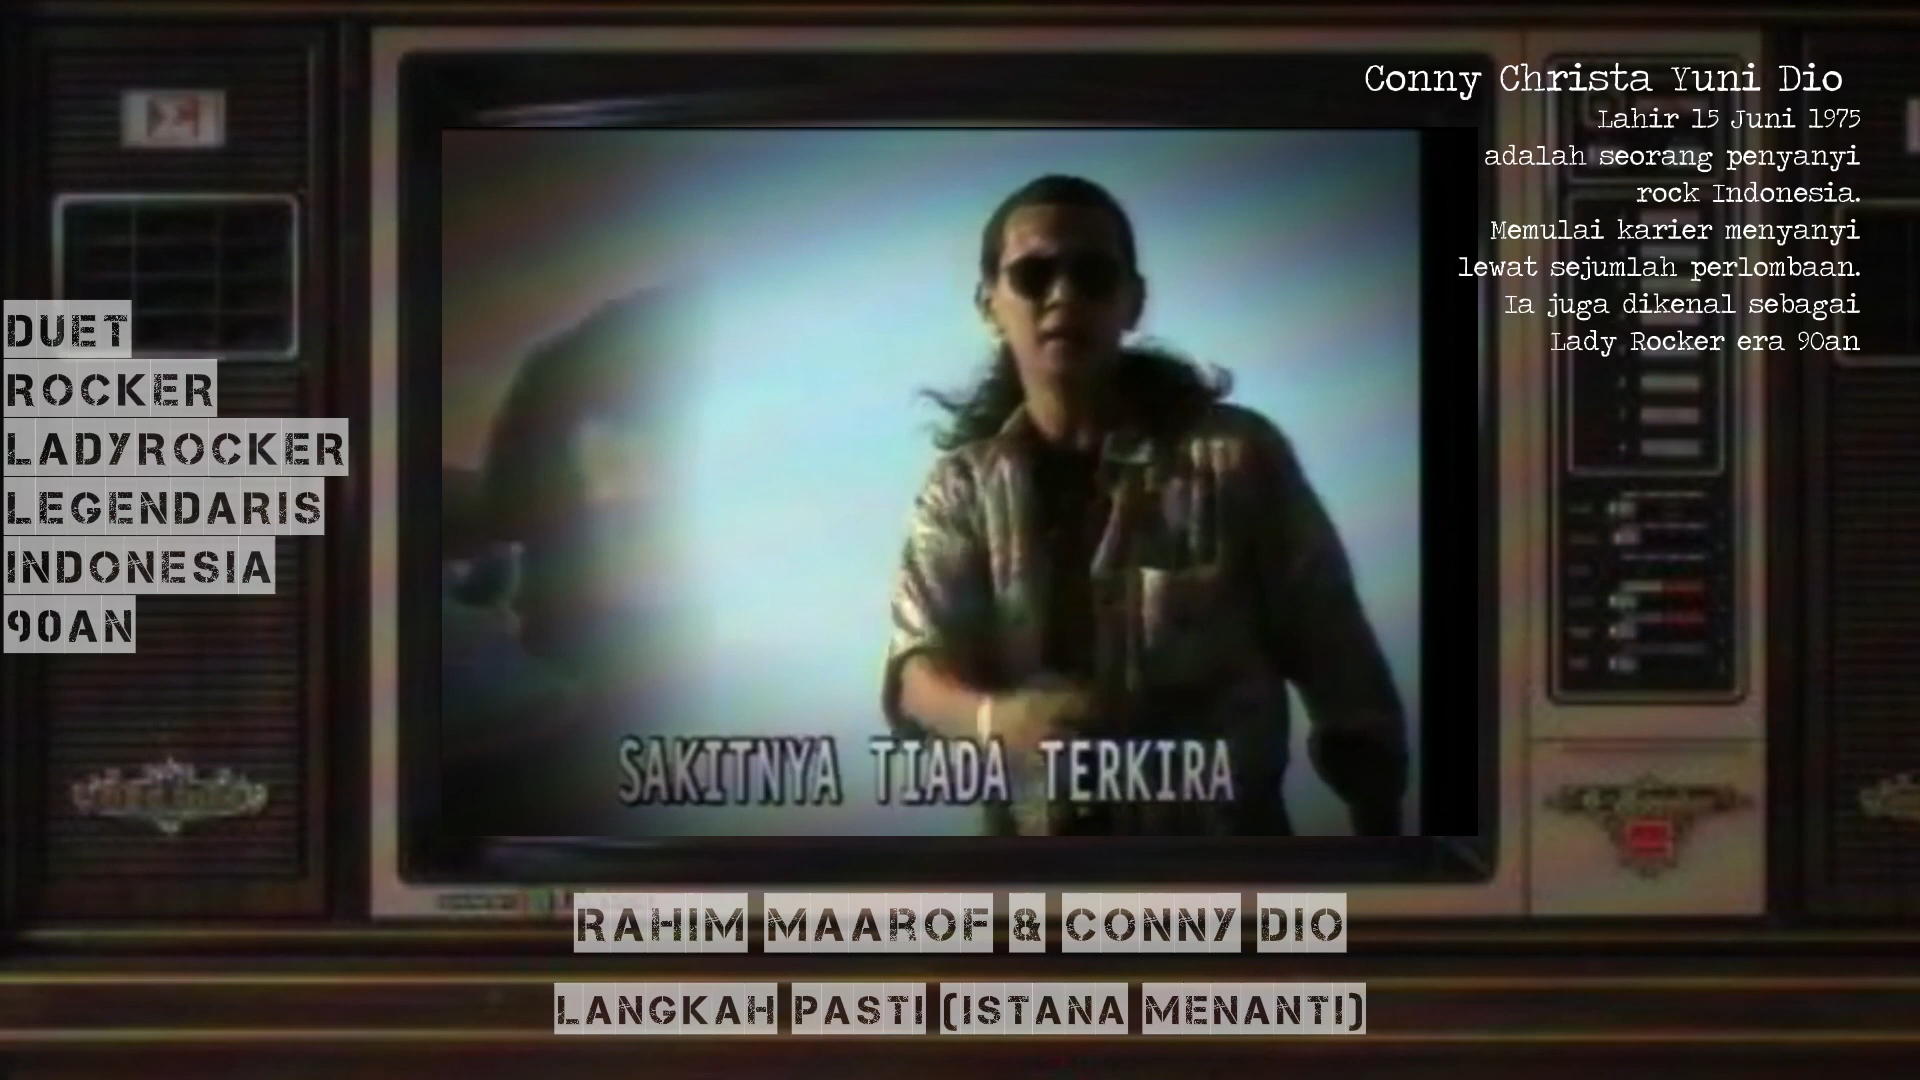 Conny Christa Yuni Dio
Lahir 15 Juni 1975
adalah seorang penyanyi
rock Indonesia.
Memulai karier menyanyi
lewat sejumlah perlombaan.
Ia juga dikenal sebagai
Lady Rocker era 90an
DUET
ROCKER
LADYROCKER
LEGENDARIS
INDONESIA
90AN
SAKITNYA TIADA TERKIRA
RAHIM MAAROF & CONNY DIO
LANGKAH PASTI (ISTANA MENANTI)